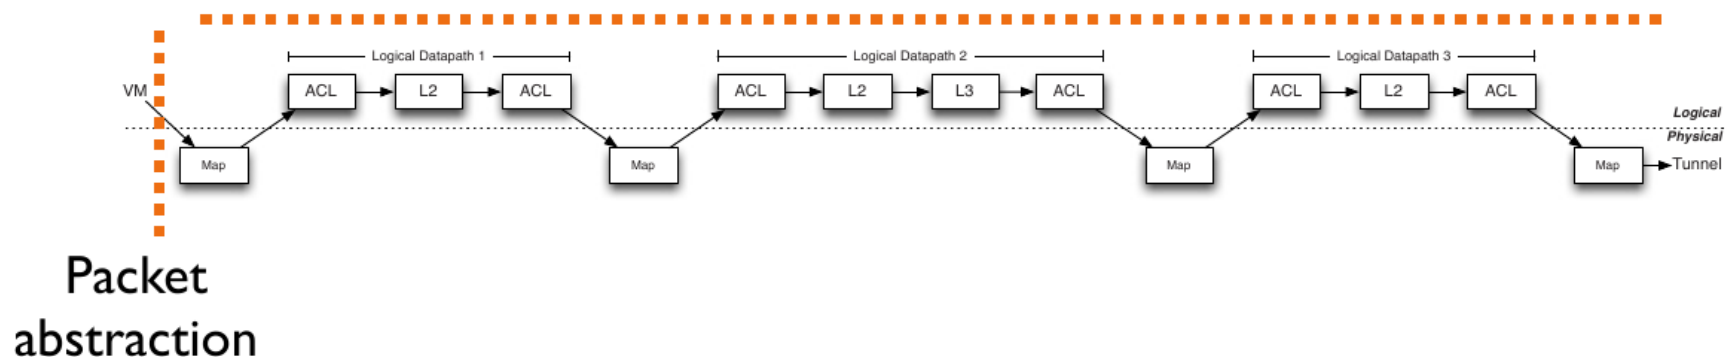 Logical Datapath 1
Logical Datapath 2
Logical Datapath 3
VM
ACL
L2
ACL
ACL
L2
L3
ACL
ACL
L2
ACL
Logical
Physical
Map
Map
Map
Map
Tunnel
Packet
abstraction